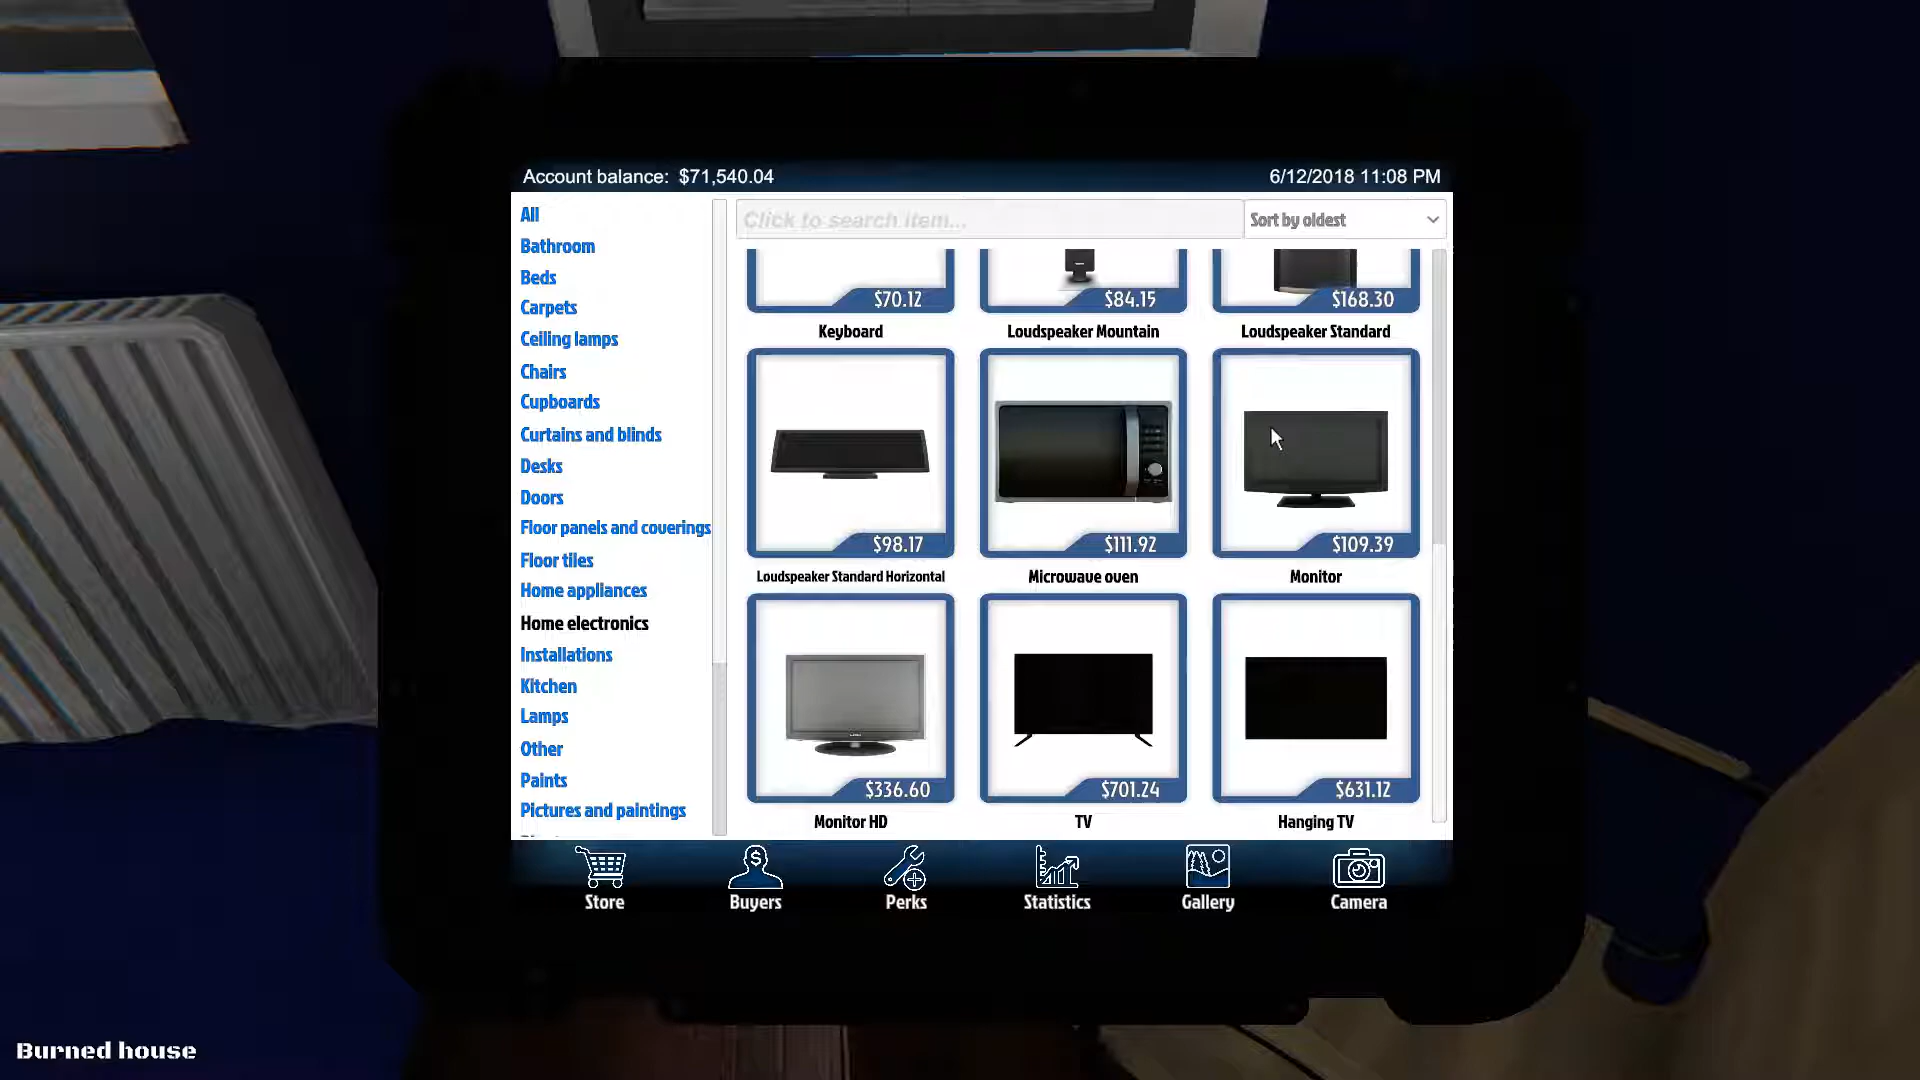 Account balance: $71,540.04
6/12/2018 11:08 PM
All
Bathroom
Beds
Carpets
Ceiling lamps
Chairs
Cupboards
Curtains and blinds
Desks
Doors
Floor panels and coverings
Floor tiles
Home appliances
Home electronics
Installations
Kitchen
Lamps
Other
Paints
Pictures and paintings
Click to search item...
Sort by oldest
$70.12
$84.15
$168.30
Keyboard
Loudspeaker Mountain
Loudspeaker Standard
$98.17
$111.92
$109.39
Loudspeaker Standard Horizontal
Microwave oven
Monitor
$336.60
$701.24
$631.12
Monitor HD
TV
Hanging TV
Store
Buyers
Perks
Statistics
Gallery
Camera
Burned house